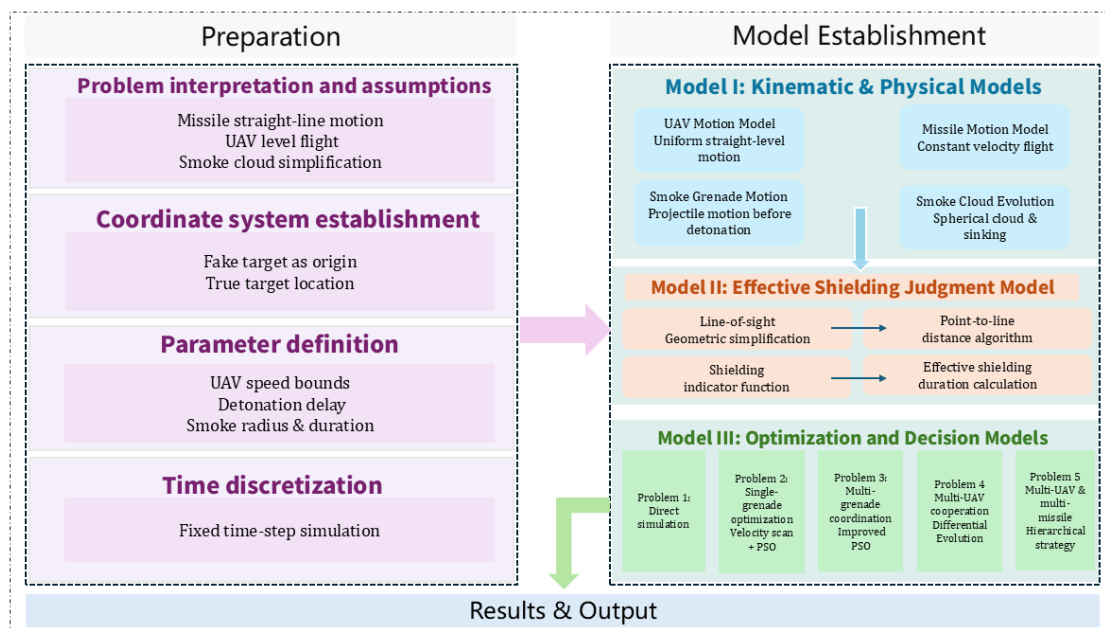 Preparation
Problem interpretation and assumptions
Missile straight-line motion
UAV level flight
Smoke cloud simplification
Coordinate system establishment
Fake target as origin
True target location
Parameter definition
UAV speed bounds
Detonation delay
Smoke radius & duration
Time discretization
Fixed time-step simulation
Model Establishment
Model I: Kinematic & Physical Models
UAV Motion Model
Uniform straight-level
motion
Missile Motion Model
Constant velocity flight
Smoke Grenade Motion
Projectile motion before
detonation
Smoke Cloud Evolution
Spherical cloud &
sinking
Model II: Effective Shielding Judgment Model
Line-of-sight
Geometric simplification
Point-to-line
distance algorithm
Shielding
indicator function
Effective shielding
duration calculation
Model III: Optimization and Decision Models
Problem 1:
Direct
simulation
Problem 2:
Single-
grenade
optimization
Velocity scan
+ PSO
Problem 3:
Multi-
grenade
coordination
Improved
PSO
Problem 4
Multi-UAV
cooperation
Differential
Evolution
Problem 5
Multi-UAV &
multi-
missile
Hierarchical
strategy
Results & Output